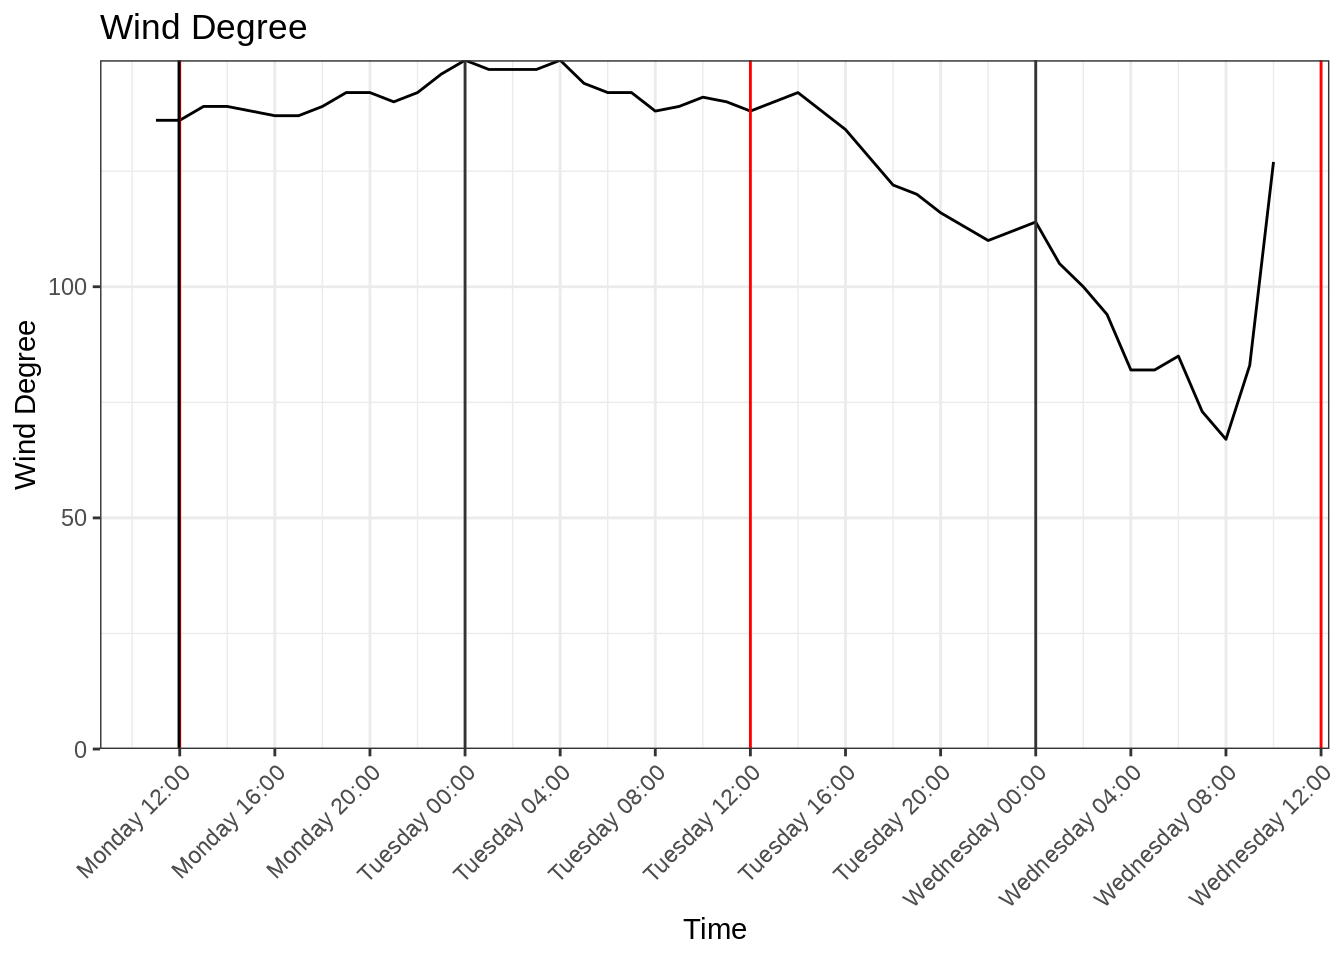 Wind Degree
Wind Degree
100
50
0
Monday 12:00
Monday 16:00
Monday 20:00
Tuesday 00:00
Tuesday 04:00
Tuesday 08:00
Tuesday 12:00
Tuesday 16:00
Tuesday 20:00
Wednesday 00:00
Wednesday 04:00
Wednesday 08:00
Wednesday 12:00
Time